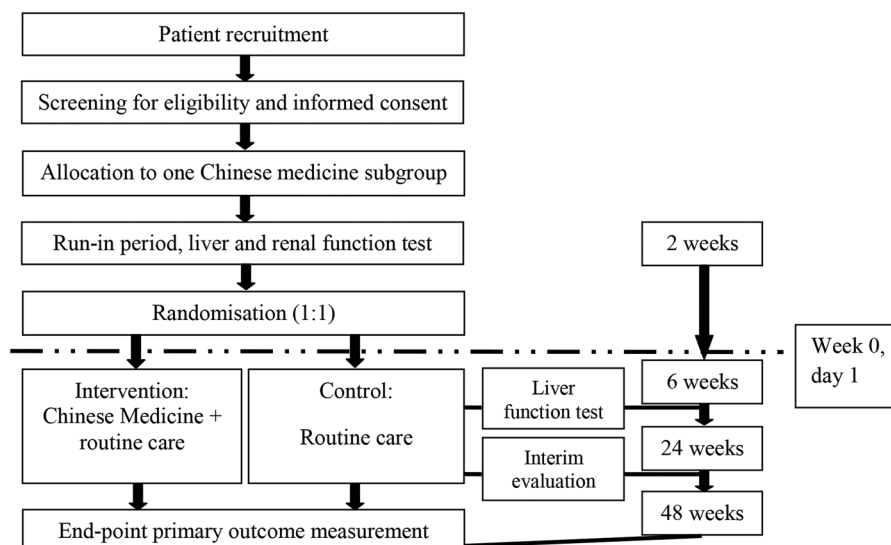 Patient recruitment
Screening for eligibility and informed consent
Allocation to one Chinese medicine subgroup
Run-in period, liver and renal function test
2 weeks
Randomisation (1:1)
Week 0,
day 1
Intervention:
Chinese Medicine +
routine care
Control:
Routine care
Liver
function test
6 weeks
24 weeks
Interim
evaluation
48 weeks
End-point primary outcome measurement